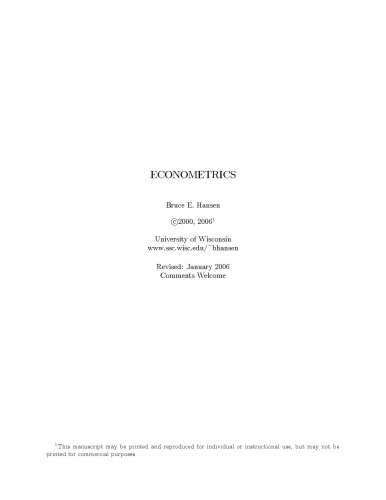 ECONOMETRICS
Bruce E. Hansen
©2000, 2006†
University of Wisconsin
www.ssc.wisc.edu/~bhansen
Revised: January 2006
Comments Welcome
†This manuscript may be printed and reproduced for individual or instructional use, but may not be
printed for commercial purposes